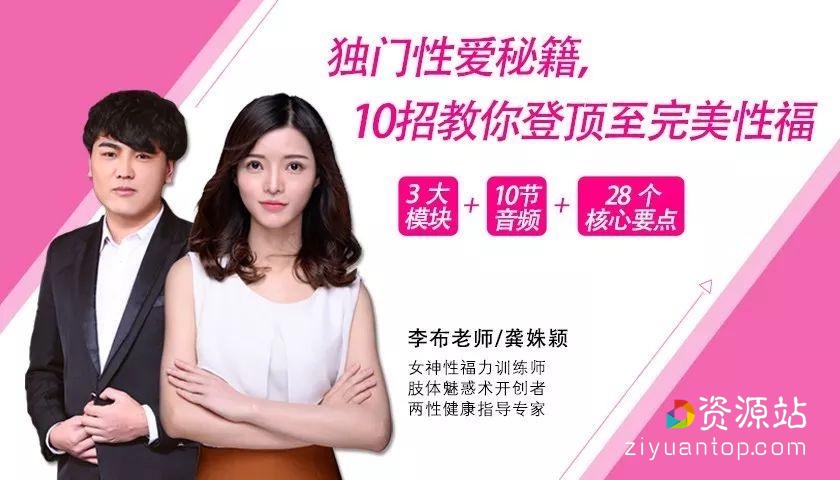 独门性爱秘籍,
10招教你登顶至完美性福
3 大
模块
+
10节
音频
+
28 个
核心要点
李布老师/龚姝颖
女神性福力训练师
肢体魅惑术开创者
两性健康指导专家
资源站
ziyuantop.com